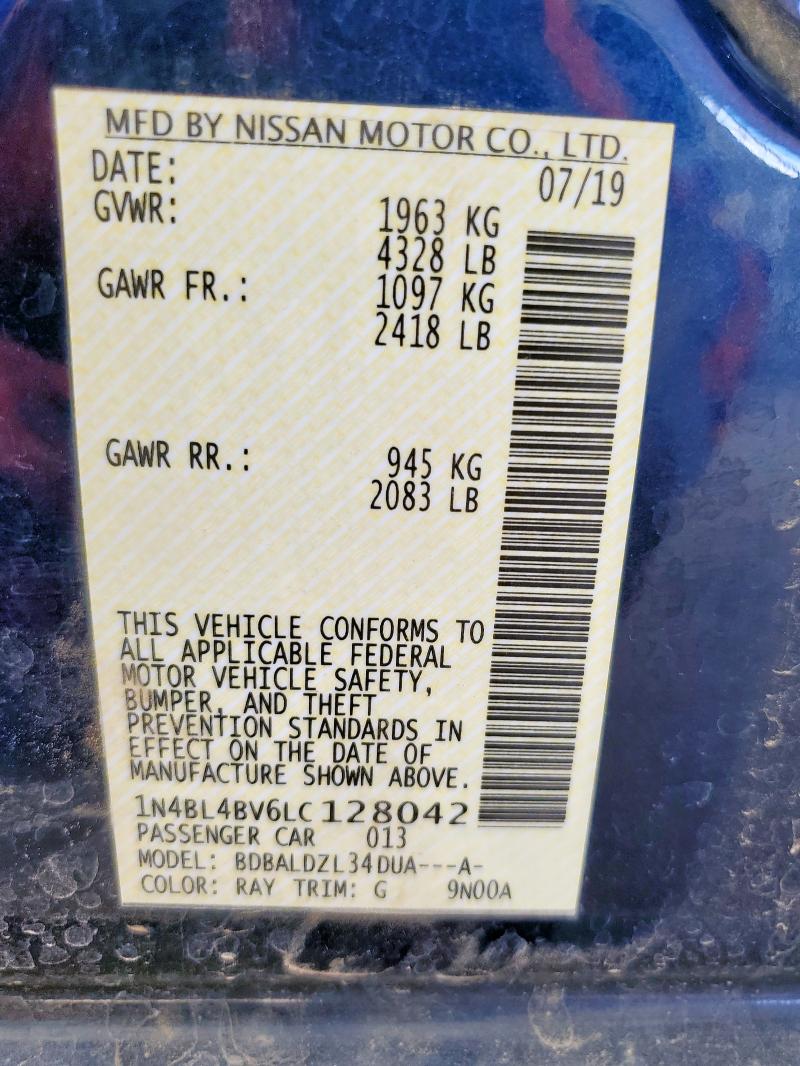 MFD BY NISSAN MOTOR CO., LTD.
DATE: 07/19
GVWR: 1963 KG
4328 LB
GAWR FR.: 1097 KG
2418 LB
GAWR RR.: 945 KG
2083 LB
THIS VEHICLE CONFORMS TO
ALL APPLICABLE FEDERAL
MOTOR VEHICLE SAFETY,
BUMPER, AND THEFT
PREVENTION STANDARDS IN
EFFECT ON THE DATE OF
MANUFACTURE SHOWN ABOVE.
1N4BL4BV6LC128042
PASSENGER CAR 013
MODEL: BDBALDZL34DUA---A-
COLOR: RAY TRIM: G 9N00A